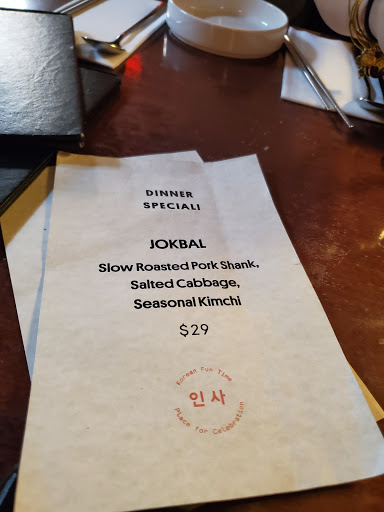 DINNER
SPECIALI
JOKBAL
Slow Roasted Pork Shank,
Salted Cabbage,
Seasonal Kimchi
$29
Korean Fun Time
인사
Place for Celebration